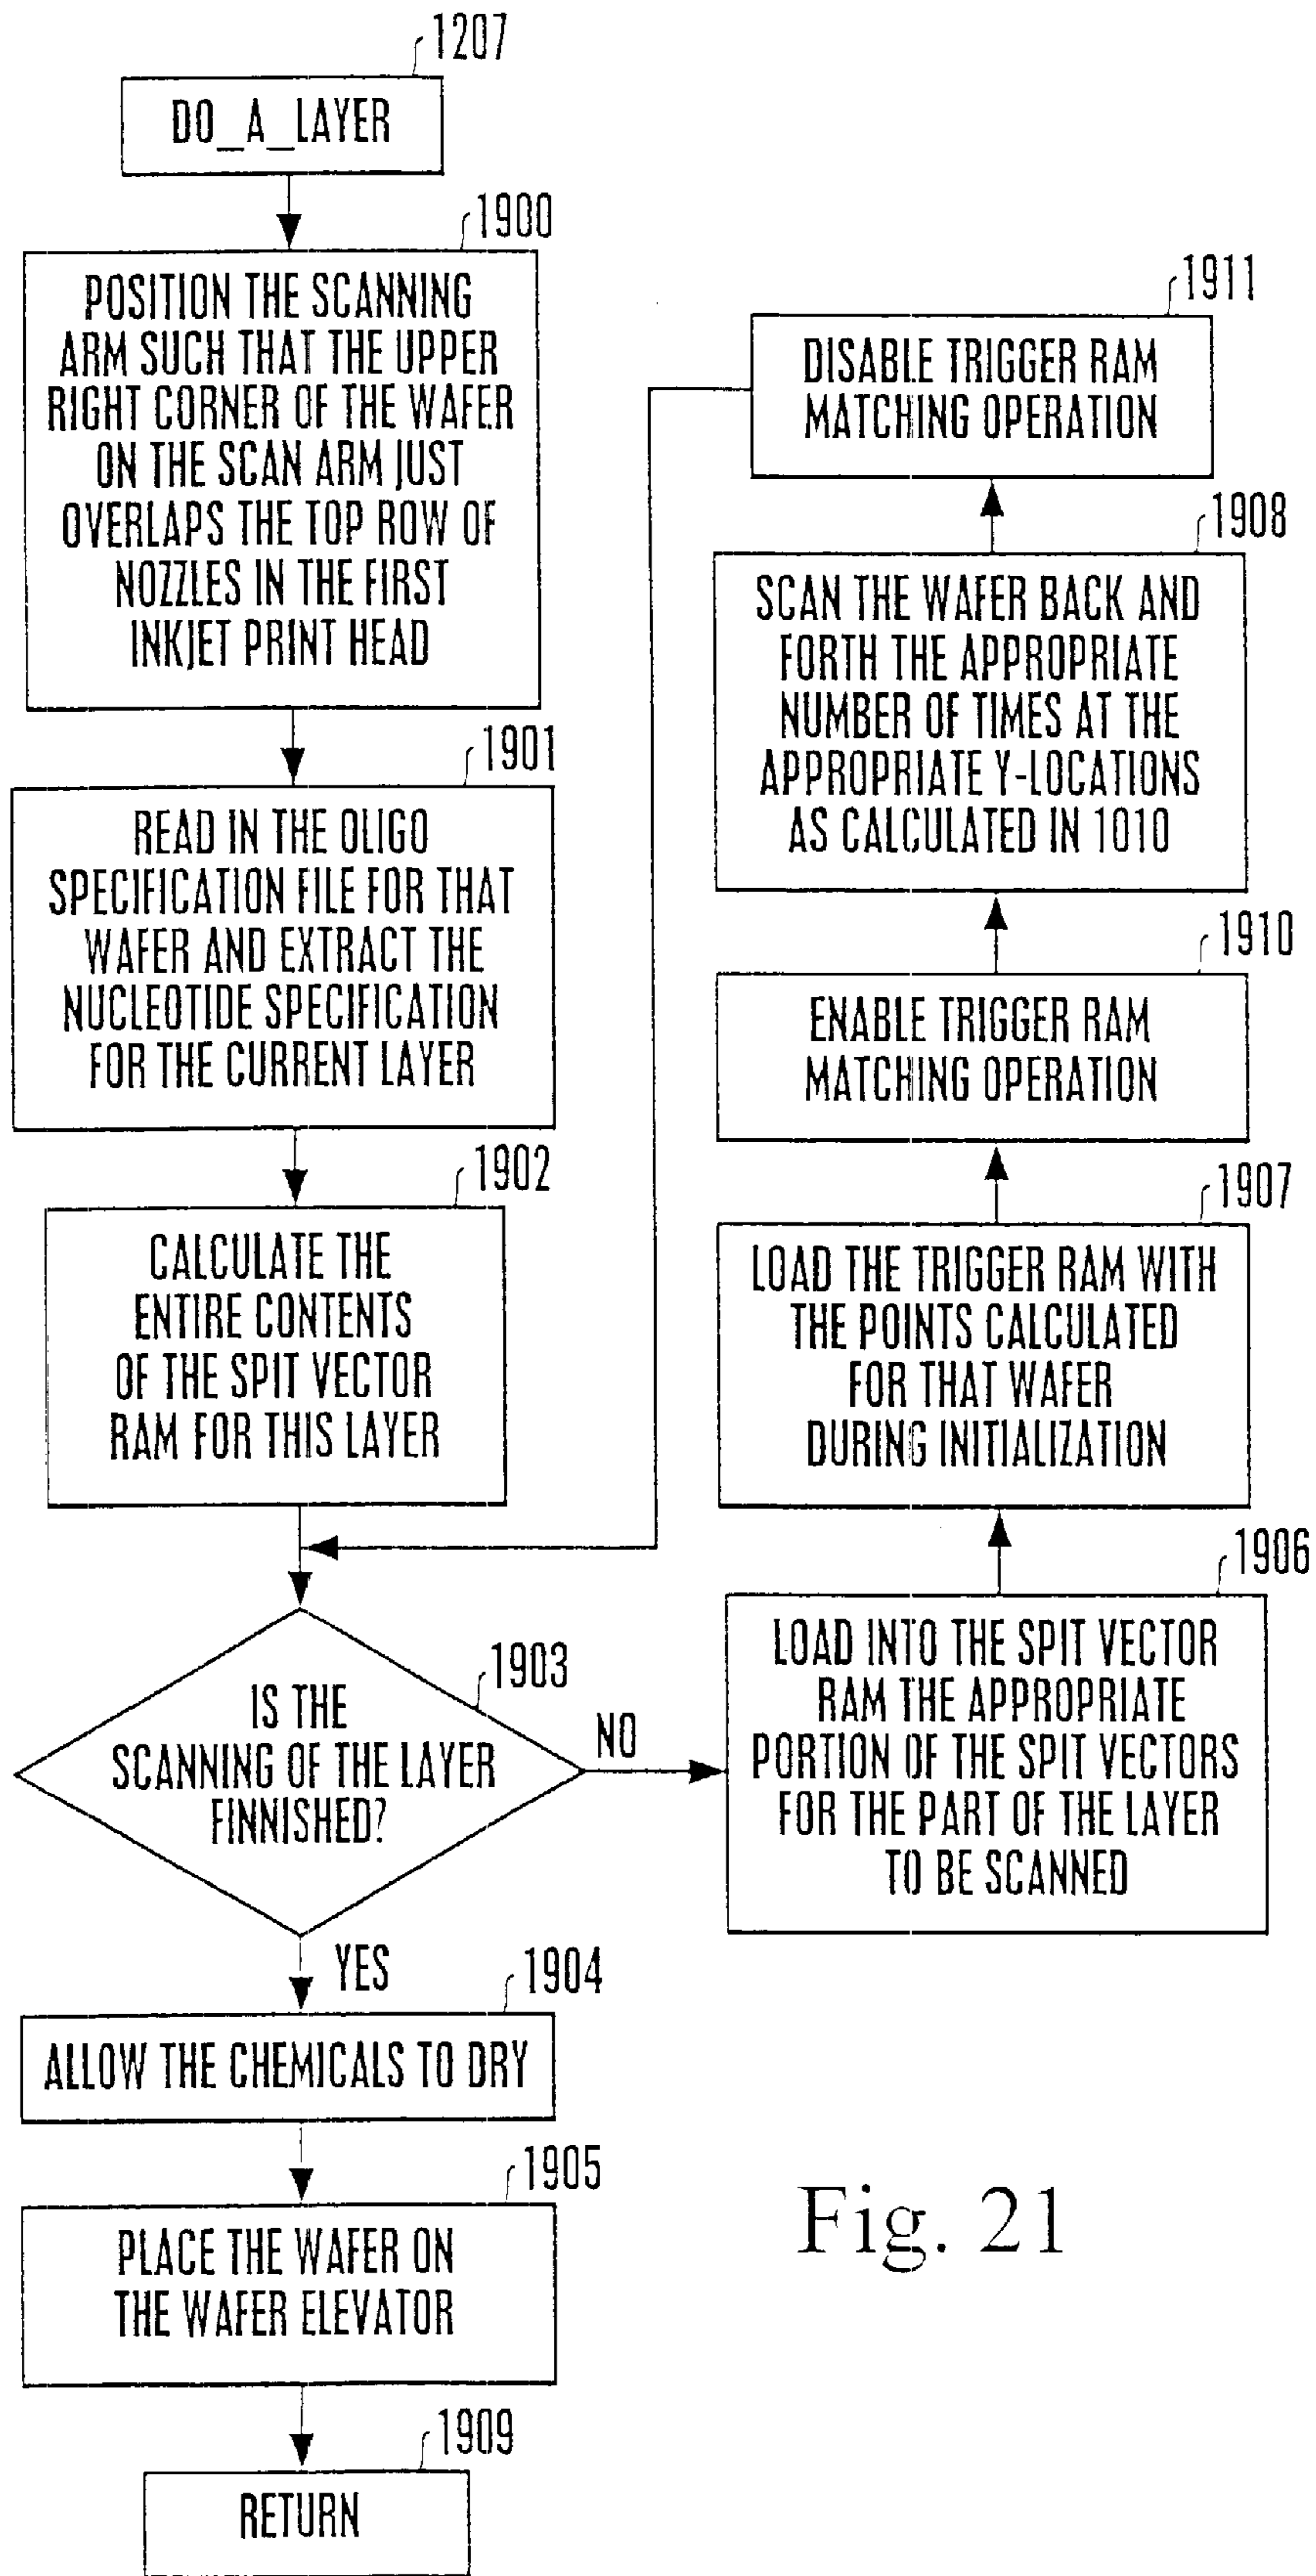 1207
DO_A_LAYER
1900
POSITION THE SCANNING
ARM SUCH THAT THE UPPER
RIGHT CORNER OF THE WAFER
ON THE SCAN ARM JUST
OVERLAPS THE TOP ROW OF
NOZZLES IN THE FIRST
INKJET PRINT HEAD
1901
READ IN THE OLIGO
SPECIFICATION FILE FOR THAT
WAFER AND EXTRACT THE
NUCLEOTIDE SPECIFICATION
FOR THE CURRENT LAYER
1902
CALCULATE THE
ENTIRE CONTENTS
OF THE SPIT VECTOR
RAM FOR THIS LAYER
1903
IS THE
SCANNING OF THE LAYER
FINNISHED?
NO
YES
1904
ALLOW THE CHEMICALS TO DRY
1905
PLACE THE WAFER ON
THE WAFER ELEVATOR
1909
RETURN
1911
DISABLE TRIGGER RAM
MATCHING OPERATION
1908
SCAN THE WAFER BACK AND
FORTH THE APPROPRIATE
NUMBER OF TIMES AT THE
APPROPRIATE Y-LOCATIONS
AS CALCULATED IN 1010
1910
ENABLE TRIGGER RAM
MATCHING OPERATION
1907
LOAD THE TRIGGER RAM WITH
THE POINTS CALCULATED
FOR THAT WAFER
DURING INITIALIZATION
1906
LOAD INTO THE SPIT VECTOR
RAM THE APPROPRIATE
PORTION OF THE SPIT VECTORS
FOR THE PART OF THE LAYER
TO BE SCANNED
Fig. 21